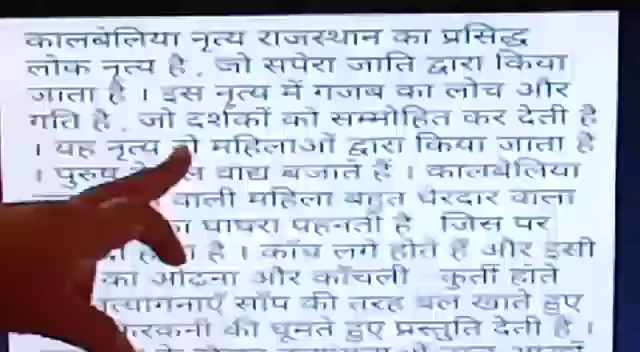 कालबेलिया नृत्य राजस्थान का प्रसिद्ध
लोक नृत्य है , जो सपेरा जाति द्वारा किया
जाता है । इस नृत्य में गजब का लोच और
गति है , जो दर्शकों को सम्मोहित कर देती है
। यह नृत्य महिलाओं द्वारा किया जाता है
। पुरुष वाद्य बजाते हैं । कालबेलिया
वाली महिला बहुत घेरदार वाला
घाघरा पहनती है जिस पर
है । काँच लगे होते हैं और इसी
का ओढना और काँचली कुर्ती होते
साँप की तरह बल खाते हुए
की घूमते हुए प्रस्तुति देती है ।